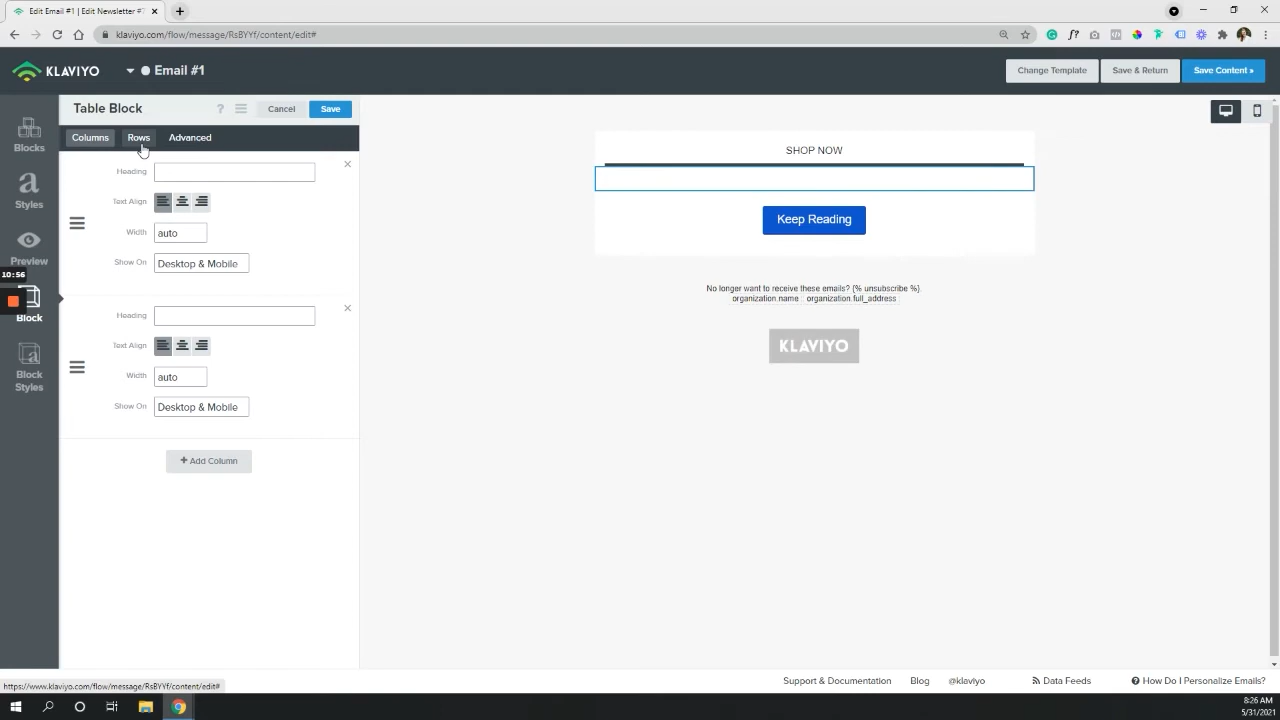 Edit Email #1 | Edit Newsletter #
klaviyo.com/flow/message/RsBYYf/content/edit#
KLAVIYO
Email #1
Change Template
Save & Return
Save Content »
Table Block
?
Cancel
Save
Columns
Rows
Advanced
Blocks
Styles
Preview
10:56
Block
Block
Styles
Heading
Text Align
Width
auto
Show On
Desktop & Mobile
Heading
Text Align
Width
auto
Show On
Desktop & Mobile
+ Add Column
SHOP NOW
Keep Reading
No longer want to receive these emails? {% unsubscribe %}.
organization.name organization.full_address
KLAVIYO
https://www.klaviyo.com/flow/message/RsBYYf/content/edit#
Support & Documentation
Blog
@klaviyo
Data Feeds
How Do I Personalize Emails?
8:26 AM
5/31/2021